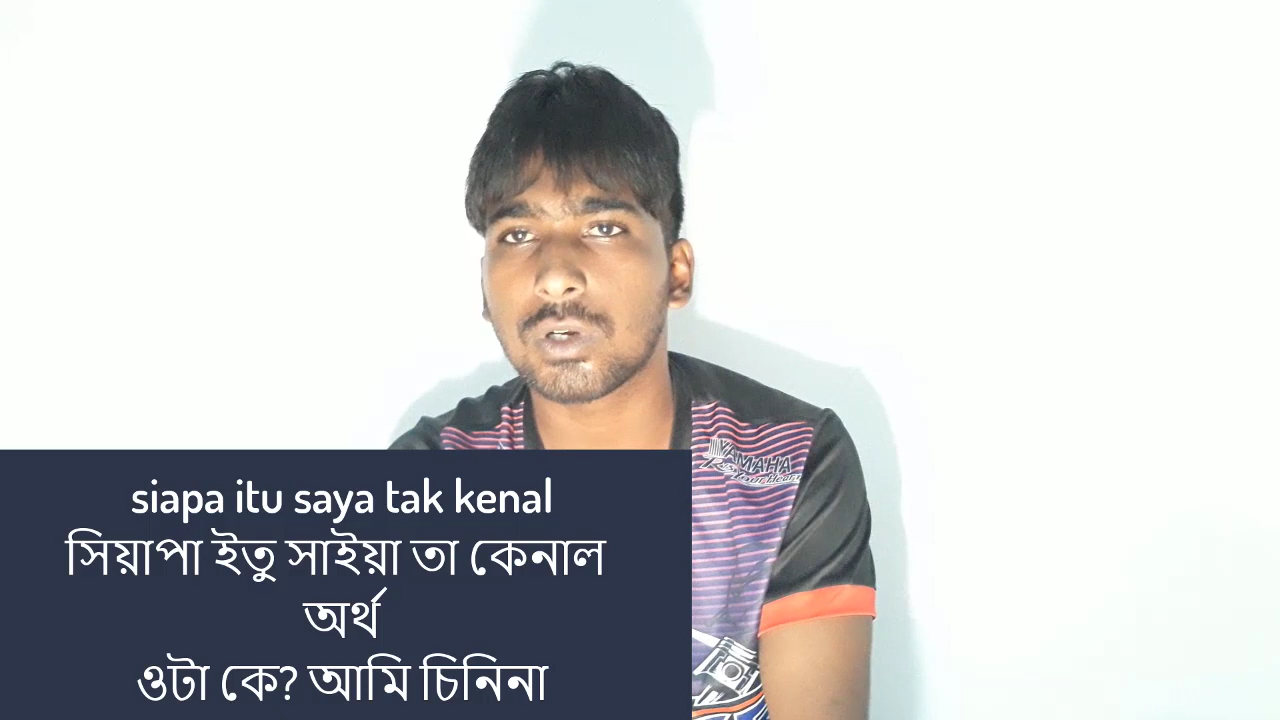 siapa itu saya tak kenal
সিয়াপা ইতু সাইয়া তা কেনাল
অর্থ
ওটা কে? আমি চিনিনা
YAMAHA